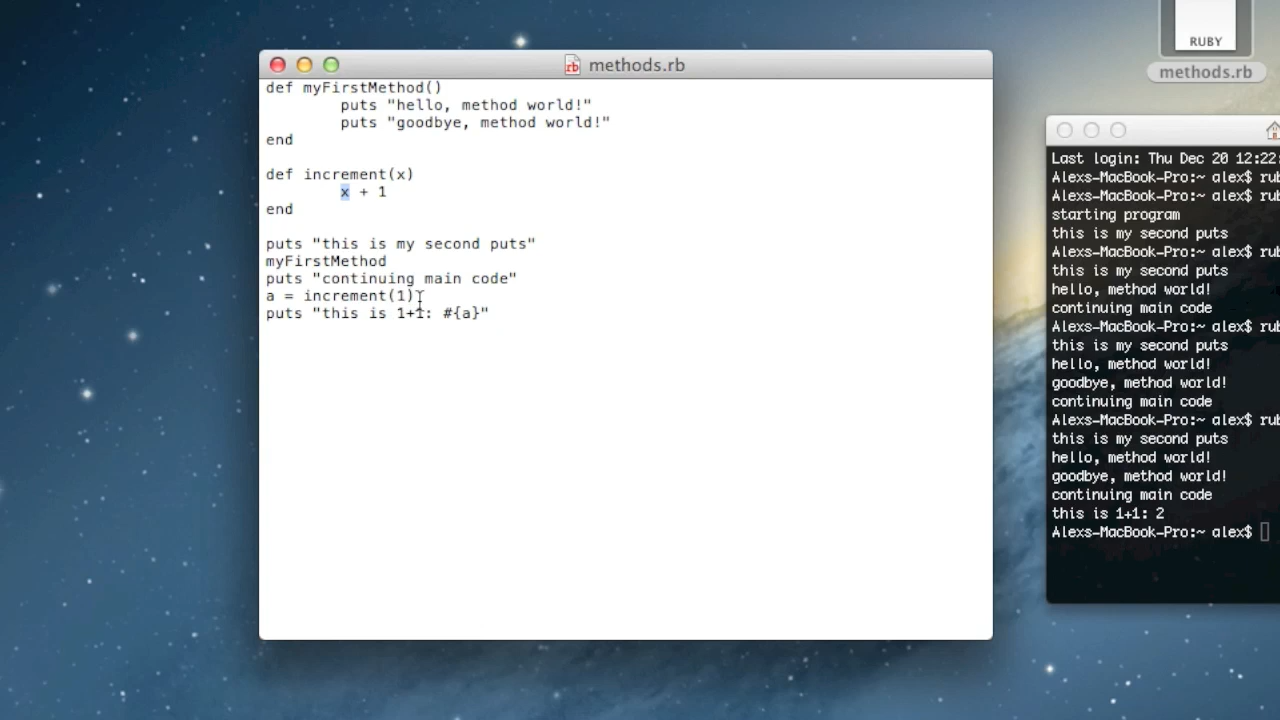 RUBY
methods.rb
methods.rb
def myFirstMethod()
puts "hello, method world!"
puts "goodbye, method world!"
end
def increment(x)
x + 1
end
puts "this is my second puts"
myFirstMethod
puts "continuing main code"
a = increment(1)
puts "this is 1+1: #{a}"
Last login: Thu Dec 20 12:22:
Alexs-MacBook-Pro:~ alex$ rub
Alexs-MacBook-Pro:~ alex$ rub
starting program
this is my second puts
Alexs-MacBook-Pro:~ alex$ rub
this is my second puts
hello, method world!
continuing main code
Alexs-MacBook-Pro:~ alex$ rub
this is my second puts
hello, method world!
goodbye, method world!
continuing main code
Alexs-MacBook-Pro:~ alex$ rub
this is my second puts
hello, method world!
goodbye, method world!
continuing main code
this is 1+1: 2
Alexs-MacBook-Pro:~ alex$